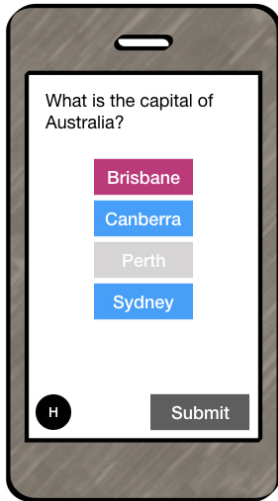 What is the capital of
Australia?
Brisbane
Canberra
Perth
Sydney
H
Submit